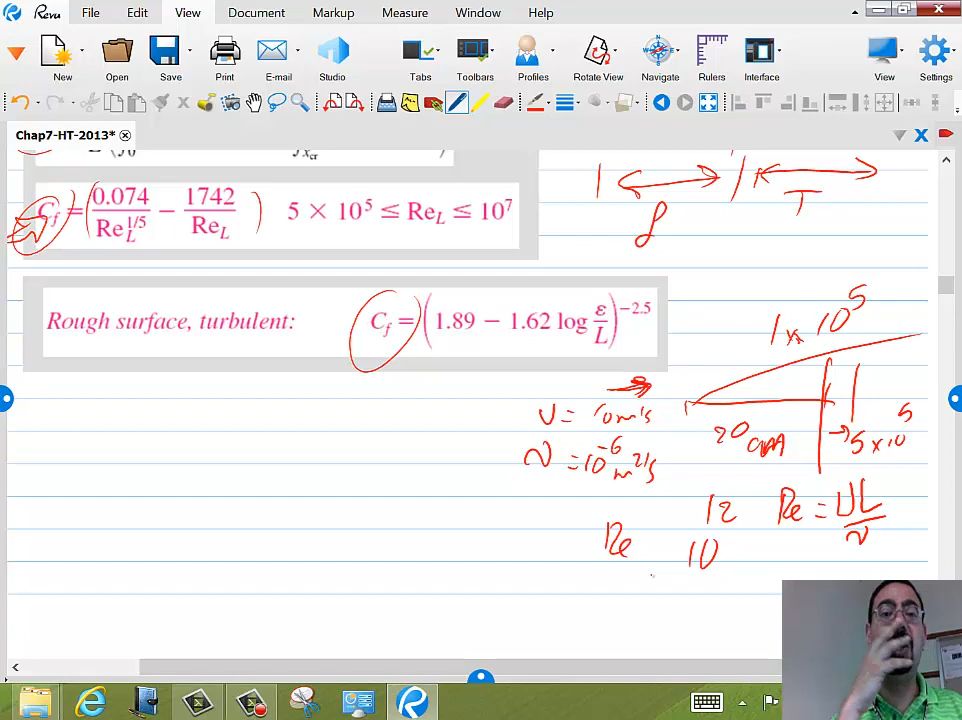 Revu File Edit View Document Markup Measure Window Help
New Open Save Print E-mail Studio Tabs Toolbars Profiles Rotate View Navigate Rulers Interface View Settings
Chap7-HT-2013*
C_f = (0.074/Re_L^1/5 − 1742/Re_L) 5 × 10^5 ≤ Re_L ≤ 10^7
T
Rough surface, turbulent: C_f = (1.89 − 1.62 log ε/L)^−2.5
1 × 10^5
U = 10 m/s
20 cm
5 × 10^5
ν = 10^-6 m^2/s
12 Re = UL/ν
Re 10